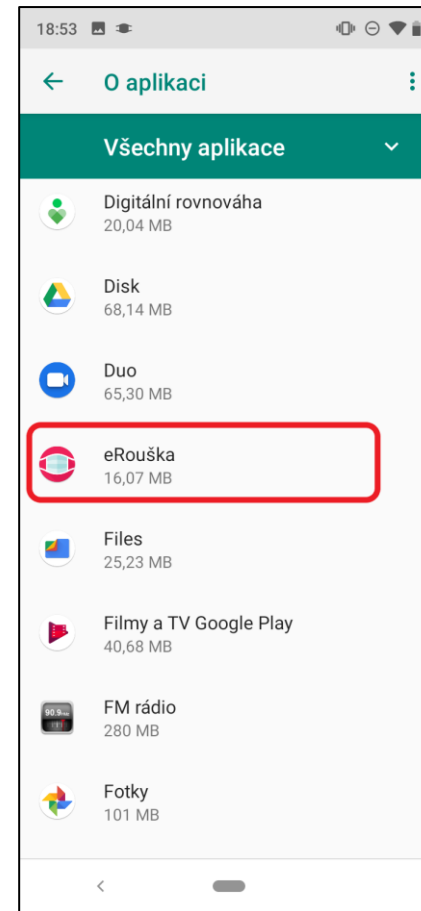 18:53
O aplikaci
Všechny aplikace
Digitální rovnováha
20,04 MB
Disk
68,14 MB
Duo
65,30 MB
eRouška
16,07 MB
Files
25,23 MB
Filmy a TV Google Play
40,68 MB
90.9
FM rádio
280 MB
Fotky
101 MB